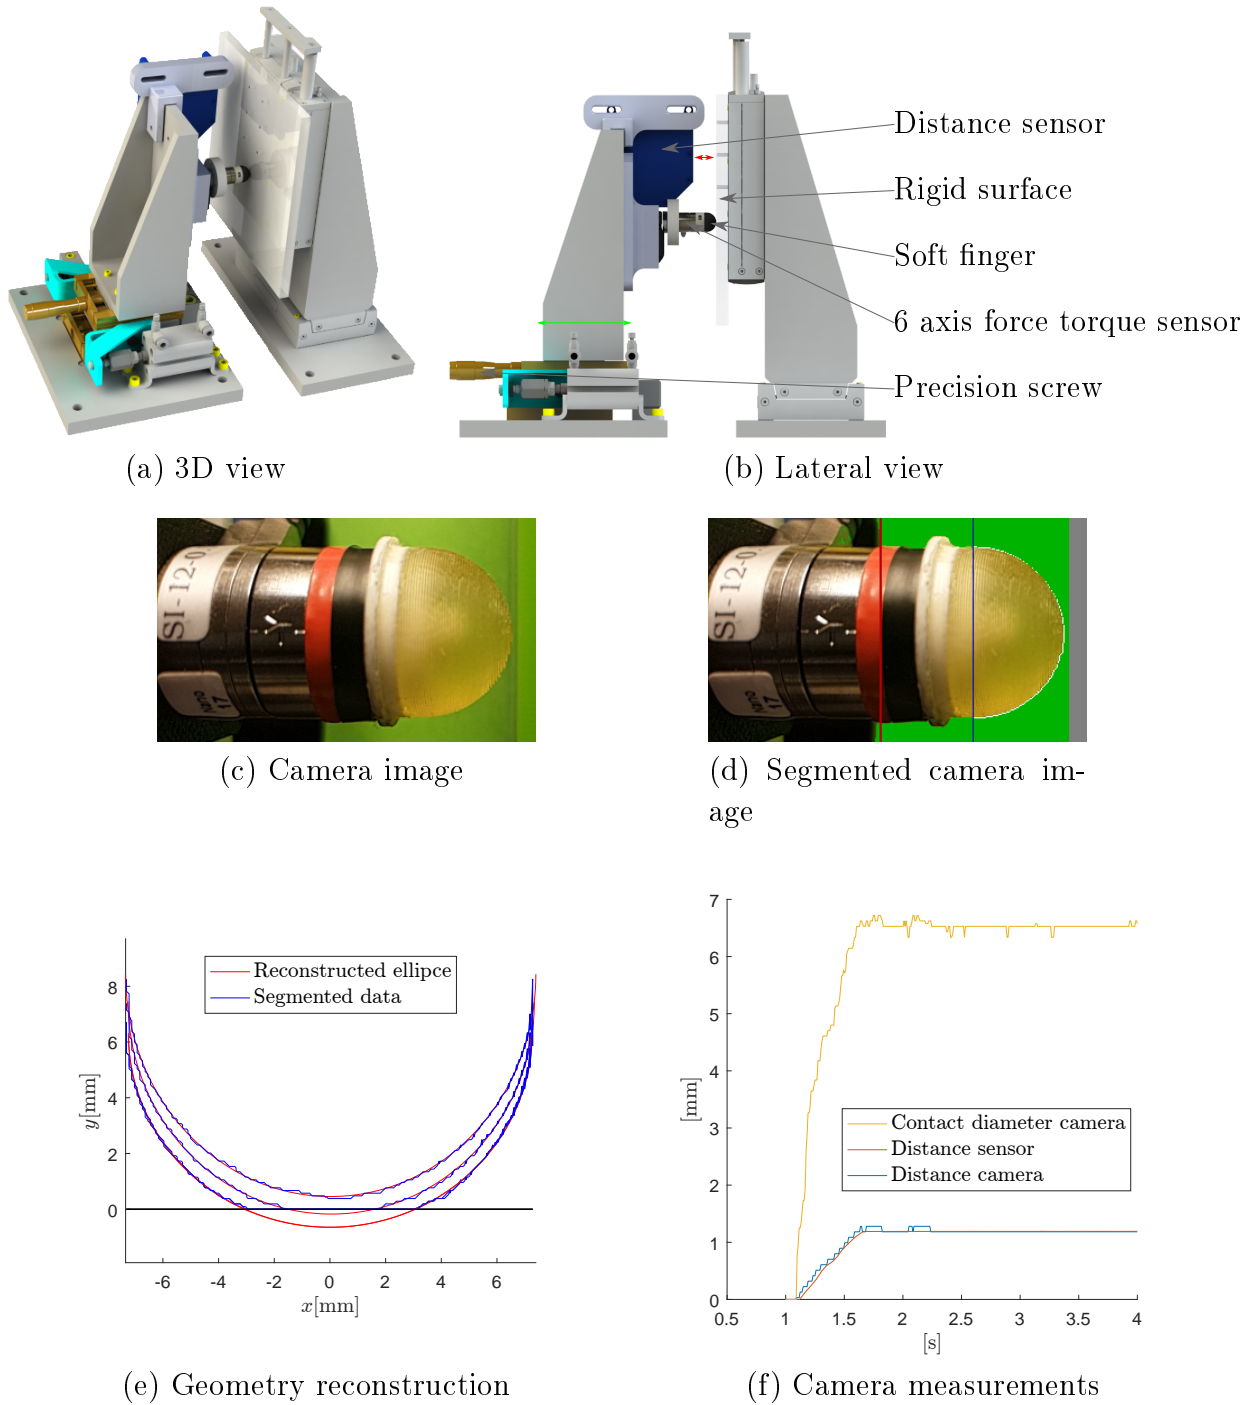 Distance sensor
Rigid surface
Soft finger
6 axis force torque sensor
Precision screw
(a) 3D view
(b) Lateral view
SI-12-0.
Nano
17
SI-12-0.
Nano
17
(c) Camera image
(d) Segmented camera im-
age
Reconstructed ellipce
Segmented data
8
6
4
2
0
y[mm]
-6 -4 -2 0 2 4 6
x[mm]
(e) Geometry reconstruction
7
6
5
4
3
2
1
0
[mm]
Contact diameter camera
Distance sensor
Distance camera
0.5 1 1.5 2 2.5 3 3.5 4
[s]
(f) Camera measurements